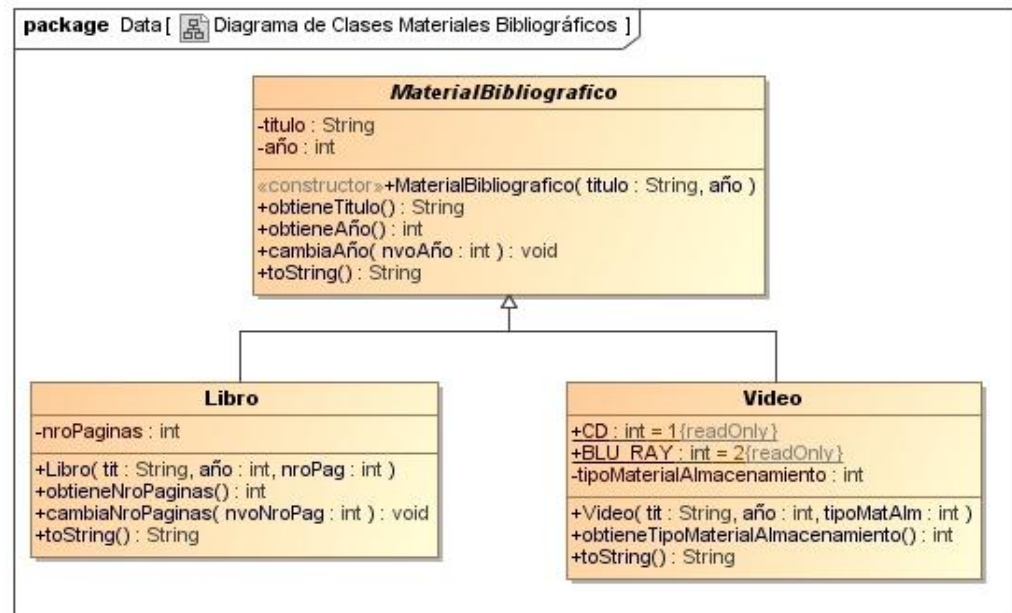 package Data [ Diagrama de Clases Materiales Bibliográficos ]
MaterialBibliografico
-titulo : String
-año : int
«constructor»+MaterialBibliografico( titulo : String, año )
+obtieneTitulo() : String
+obtieneAño() : int
+cambiaAño( nvoAño : int ) : void
+toString() : String
Libro
-nroPaginas : int
+Libro( tit : String, año : int, nroPag : int )
+obtieneNroPaginas() : int
+cambiaNroPaginas( nvoNroPag : int ) : void
+toString() : String
Video
+CD : int = 1{readOnly}
+BLU_RAY : int = 2{readOnly}
-tipoMaterialAlmacenamiento : int
+Video( tit : String, año : int, tipoMatAlm : int )
+obtieneTipoMaterialAlmacenamiento() : int
+toString() : String